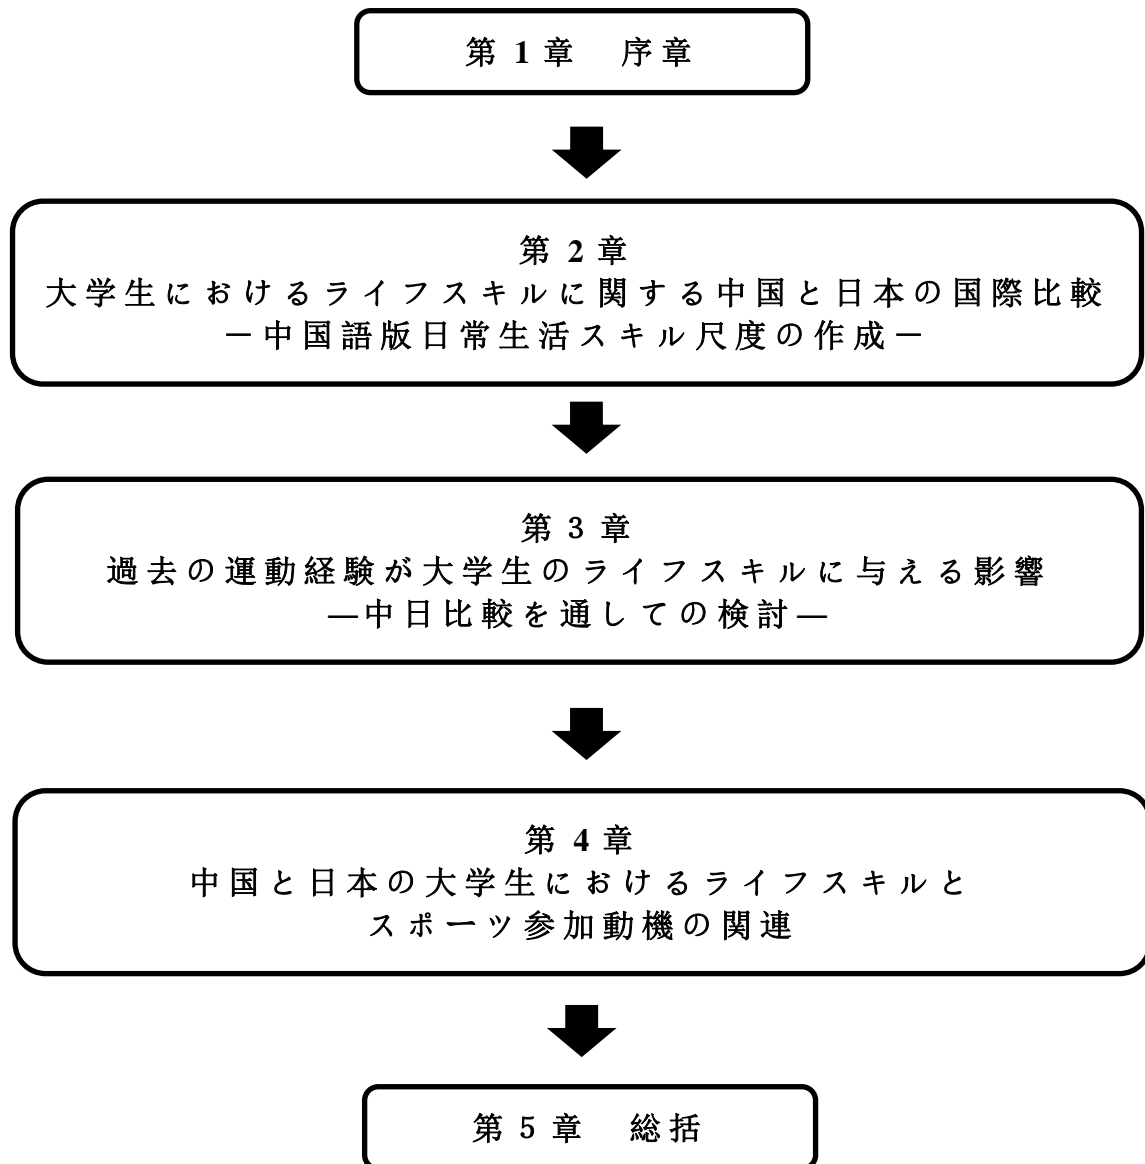 第1章　序章
第2章
大学生におけるライフスキルに関する中国と日本の国際比較
－中国語版日常生活スキル尺度の作成－
第3章
過去の運動経験が大学生のライフスキルに与える影響
―中日比較を通しての検討―
第4章
中国と日本の大学生におけるライフスキルと
スポーツ参加動機の関連
第5章　総括